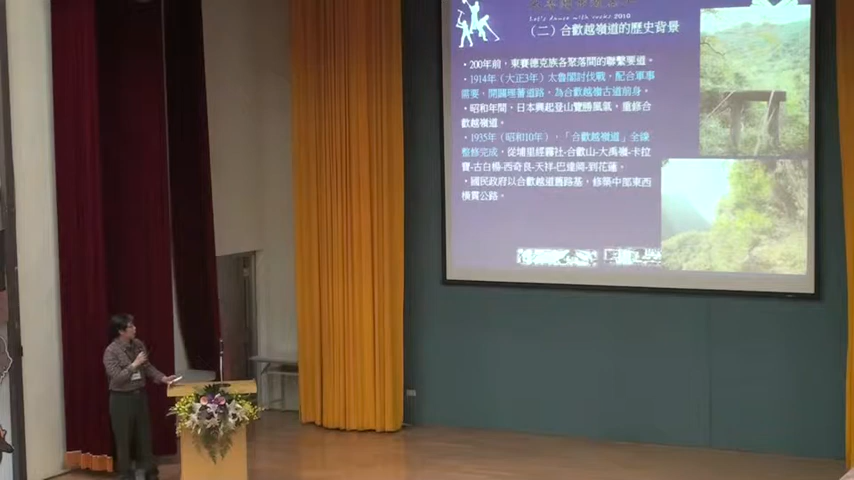 Let's dance with rocks 2010
(二)合歡越嶺道的歷史背景
•200年前,東賽德克族各聚落間的聯繫要道。
•1914年(大正3年)太魯閣討伐戰,配合軍事
需要,開闢理蕃道路,為合歡越嶺古道前身。
•昭和年間,日本興起登山覽勝風氣,重修合
歡越嶺道。
•1935年(昭和10年),「合歡越嶺道」全線
整修完成,從埔里經霧社-合歡山-大禹嶺-卡拉
寶-古白楊-西奇良-天祥-巴達岡-到花蓮。
•國民政府以合歡越道舊路基,修築中部東西
橫貫公路。